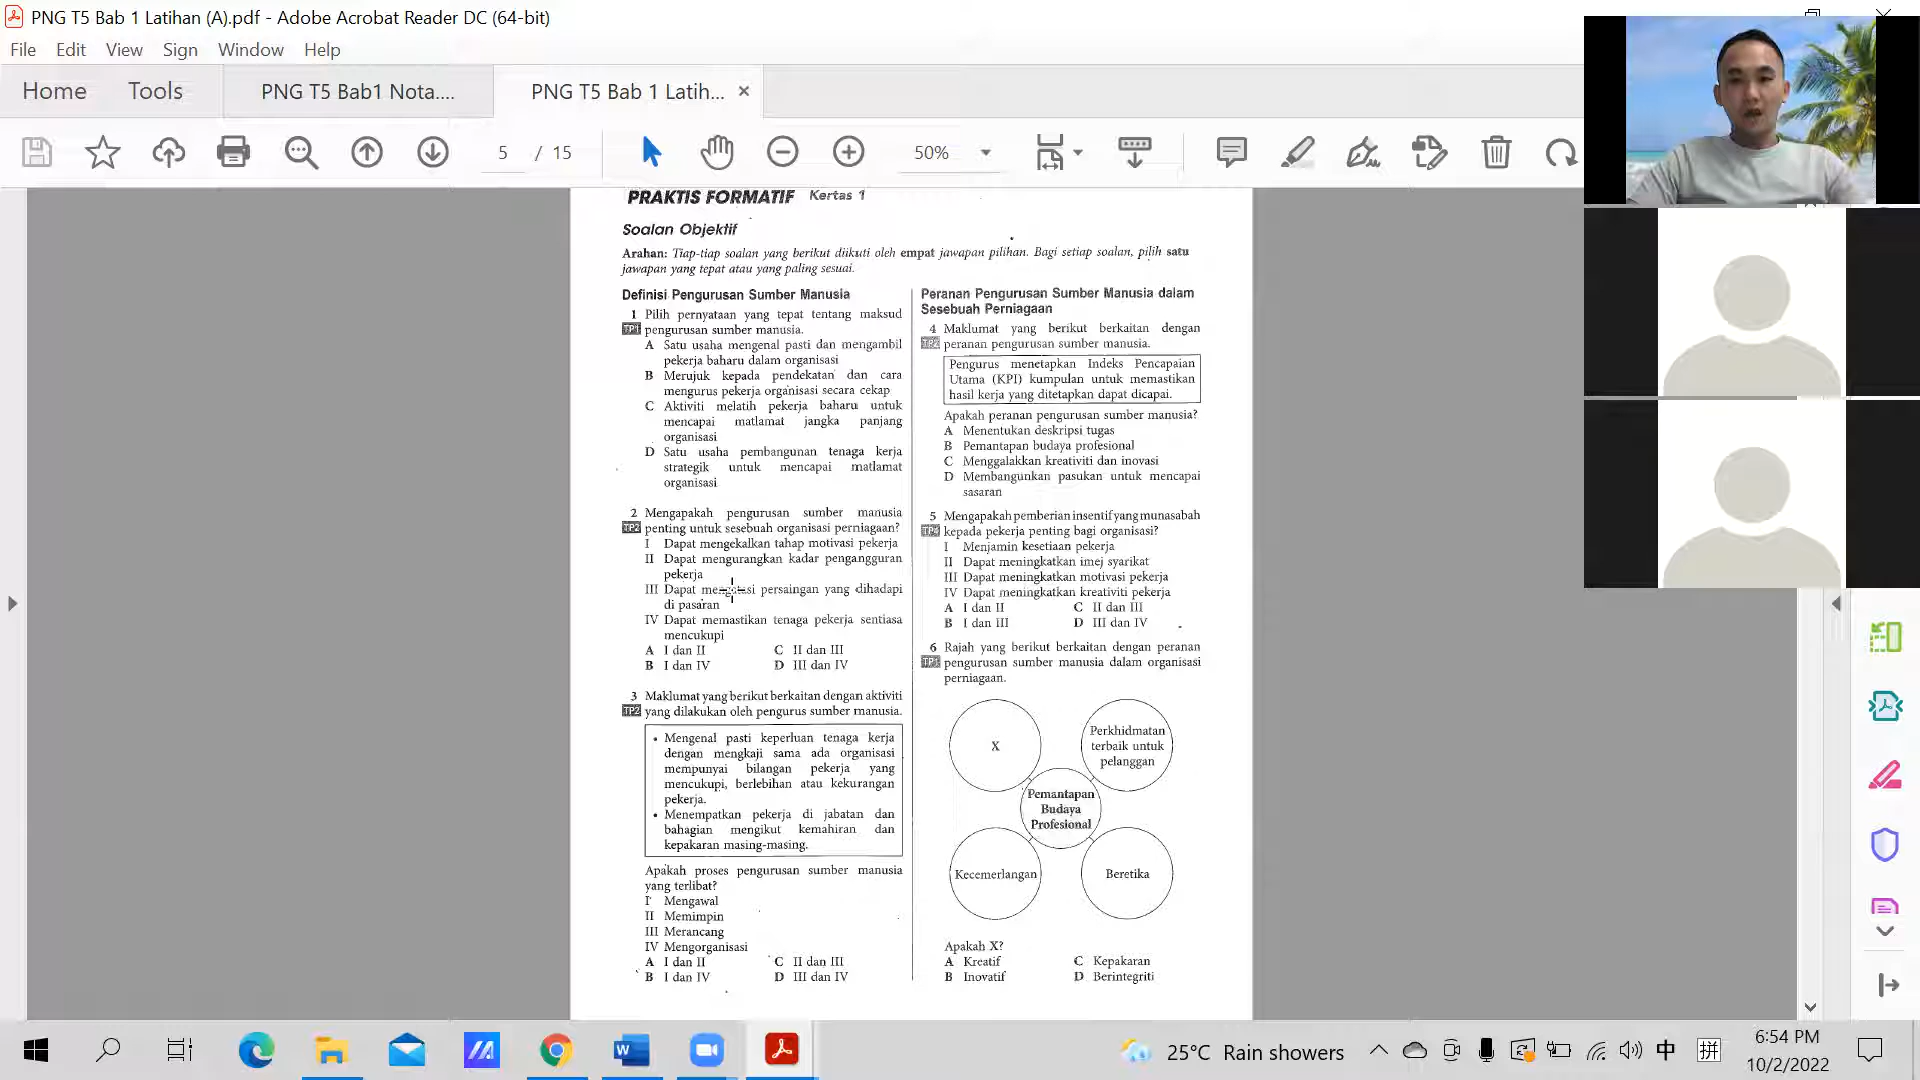 PNG T5 Bab 1 Latihan (A).pdf - Adobe Acrobat Reader DC (64-bit)
File Edit View Sign Window Help
Home Tools PNG T5 Bab1 Nota.... PNG T5 Bab 1 Latih...
5 / 15 50%
PRAKTIS FORMATIF Kertas 1
Soalan Objektif
Arahan: Tiap-tiap soalan yang berikut diikuti oleh empat jawapan pilihan. Bagi setiap soalan, pilih satu
jawapan yang tepat atau yang paling sesuai.
Definisi Pengurusan Sumber Manusia
1 Pilih pernyataan yang tepat tentang maksud
TP1 pengurusan sumber manusia.
A Satu usaha mengenal pasti dan mengambil
pekerja baharu dalam organisasi
B Merujuk kepada pendekatan dan cara
mengurus pekerja organisasi secara cekap
C Aktiviti melatih pekerja baharu untuk
mencapai matlamat jangka panjang
organisasi
D Satu usaha pembangunan tenaga kerja
strategik untuk mencapai matlamat
organisasi
2 Mengapakah pengurusan sumber manusia
TP2 penting untuk sesebuah organisasi perniagaan?
I Dapat mengekalkan tahap motivasi pekerja
II Dapat mengurangkan kadar pengangguran
pekerja
III Dapat mengatasi persaingan yang dihadapi
di pasaran
IV Dapat memastikan tenaga pekerja sentiasa
mencukupi
A I dan II C II dan III
B I dan IV D III dan IV
3 Maklumat yang berikut berkaitan dengan aktiviti
TP2 yang dilakukan oleh pengurus sumber manusia.
• Mengenal pasti keperluan tenaga kerja
dengan mengkaji sama ada organisasi
mempunyai bilangan pekerja yang
mencukupi, berlebihan atau kekurangan
pekerja.
• Menempatkan pekerja di jabatan dan
bahagian mengikut kemahiran dan
kepakaran masing-masing.
Apakah proses pengurusan sumber manusia
yang terlibat?
I Mengawal
II Memimpin
III Merancang
IV Mengorganisasi
A I dan II C II dan III
B I dan IV D III dan IV
Peranan Pengurusan Sumber Manusia dalam
Sesebuah Perniagaan
4 Maklumat yang berikut berkaitan dengan
TP2 peranan pengurusan sumber manusia.
Pengurus menetapkan Indeks Pencapaian
Utama (KPI) kumpulan untuk memastikan
hasil kerja yang ditetapkan dapat dicapai.
Apakah peranan pengurusan sumber manusia?
A Menentukan deskripsi tugas
B Pemantapan budaya profesional
C Menggalakkan kreativiti dan inovasi
D Membangunkan pasukan untuk mencapai
sasaran
5 Mengapakah pemberian insentif yang munasabah
kepada pekerja penting bagi organisasi?
I Menjamin kesetiaan pekerja
II Dapat meningkatkan imej syarikat
III Dapat meningkatkan motivasi pekerja
IV Dapat meningkatkan kreativiti pekerja
A I dan II C II dan III
B I dan III D III dan IV
6 Rajah yang berikut berkaitan dengan peranan
TP1 pengurusan sumber manusia dalam organisasi
perniagaan.
X
Perkhidmatan
terbaik untuk
pelanggan
Pemantapan
Budaya
Profesional
Kecemerlangan
Beretika
Apakah X?
A Kreatif C Kepakaran
B Inovatif D Berintegriti
25°C Rain showers
中 拼
6:54 PM
10/2/2022